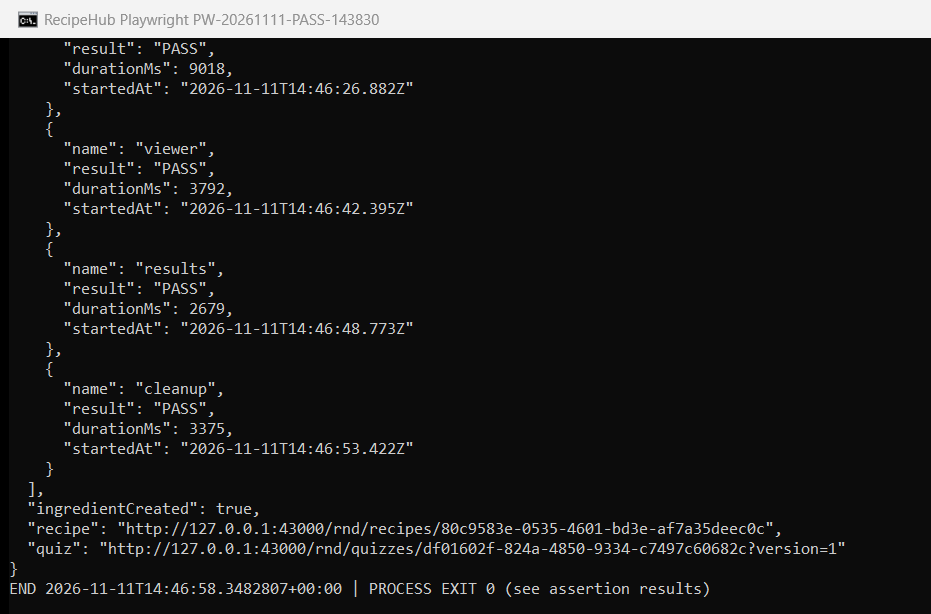 RecipeHub Playwright PW-20261111-PASS-143830
"result": "PASS",
"durationMs": 9018,
"startedAt": "2026-11-11T14:46:26.882Z"
},
{
"name": "viewer",
"result": "PASS",
"durationMs": 3792,
"startedAt": "2026-11-11T14:46:42.395Z"
},
{
"name": "results",
"result": "PASS",
"durationMs": 2679,
"startedAt": "2026-11-11T14:46:48.773Z"
},
{
"name": "cleanup",
"result": "PASS",
"durationMs": 3375,
"startedAt": "2026-11-11T14:46:53.422Z"
}
],
"ingredientCreated": true,
"recipe": "http://127.0.0.1:43000/rnd/recipes/80c9583e-0535-4601-bd3e-af7a35deec0c",
"quiz": "http://127.0.0.1:43000/rnd/quizzes/df01602f-824a-4850-9334-c7497c60682c?version=1"
}
END 2026-11-11T14:46:58.3482807+00:00 | PROCESS EXIT 0 (see assertion results)